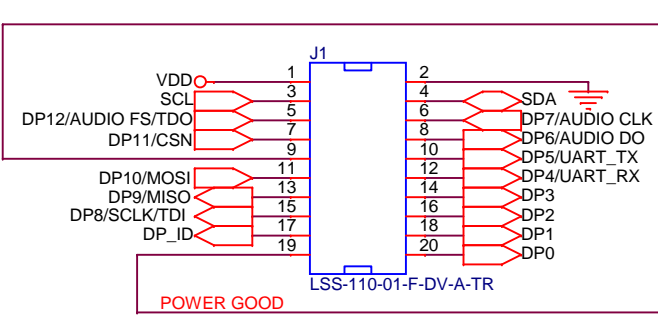 J1
VDD 1 2
SCL 3 4 SDA
DP12/AUDIO FS/TDO 5 6 DP7/AUDIO CLK
DP11/CSN 7 8 DP6/AUDIO DO
9 10 DP5/UART_TX
DP10/MOSI 11 12 DP4/UART_RX
DP9/MISO 13 14 DP3
DP8/SCLK/TDI 15 16 DP2
DP_ID 17 18 DP1
19 20 DP0
LSS-110-01-F-DV-A-TR
POWER GOOD